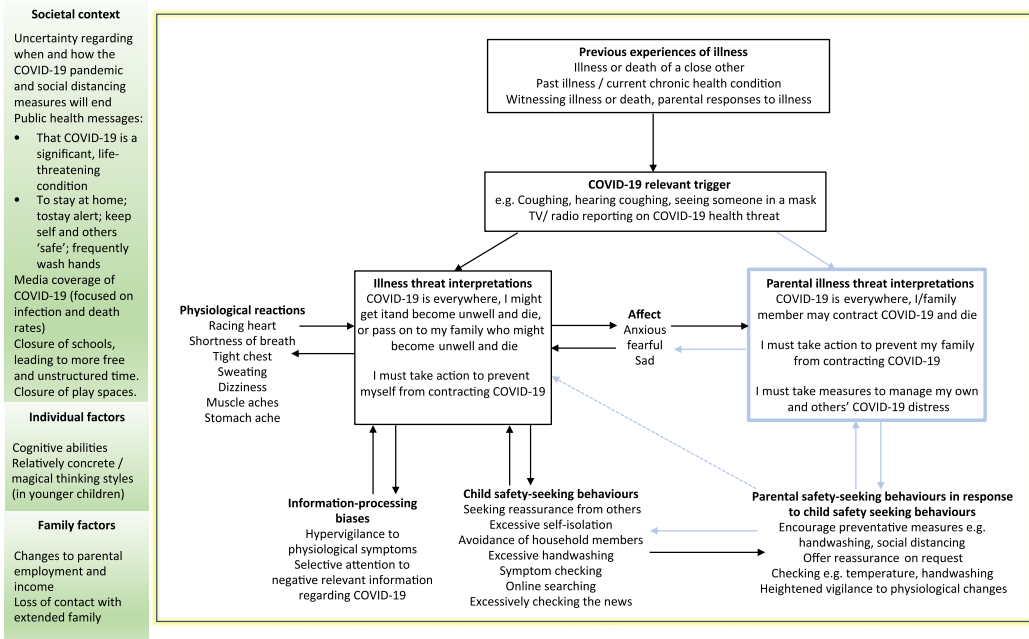 Societal context
Uncertainty regarding
when and how the
COVID-19 pandemic
and social distancing
measures will end
Public health messages:
• That COVID-19 is a
significant, life-
threatening
condition
• To stay at home;
tostay alert; keep
self and others
‘safe’; frequently
wash hands
Media coverage of
COVID-19 (focused on
infection and death
rates)
Closure of schools,
leading to more free
and unstructured time.
Closure of play spaces.
Individual factors
Cognitive abilities
Relatively concrete /
magical thinking styles
(in younger children)
Family factors
Changes to parental
employment and
income
Loss of contact with
extended family
Previous experiences of illness
Illness or death of a close other
Past illness / current chronic health condition
Witnessing illness or death, parental responses to illness
COVID-19 relevant trigger
e.g. Coughing, hearing coughing, seeing someone in a mask
TV/ radio reporting on COVID-19 health threat
Physiological reactions
Racing heart
Shortness of breath
Tight chest
Sweating
Dizziness
Muscle aches
Stomach ache
Illness threat interpretations
COVID-19 is everywhere, I might
get itand become unwell and die,
or pass on to my family who might
become unwell and die
I must take action to prevent
myself from contracting COVID-19
Affect
Anxious
fearful
Sad
Parental illness threat interpretations
COVID-19 is everywhere, I/family
member may contract COVID-19 and die
I must take action to prevent my family
from contracting COVID-19
I must take measures to manage my own
and others’ COVID-19 distress
Information-processing
biases
Hypervigilance to
physiological symptoms
Selective attention to
negative relevant information
regarding COVID-19
Child safety-seeking behaviours
Seeking reassurance from others
Excessive self-isolation
Avoidance of household members
Excessive handwashing
Symptom checking
Online searching
Excessively checking the news
Parental safety-seeking behaviours in response
to child safety seeking behaviours
Encourage preventative measures e.g.
handwashing, social distancing
Offer reassurance on request
Checking e.g. temperature, handwashing
Heightened vigilance to physiological changes